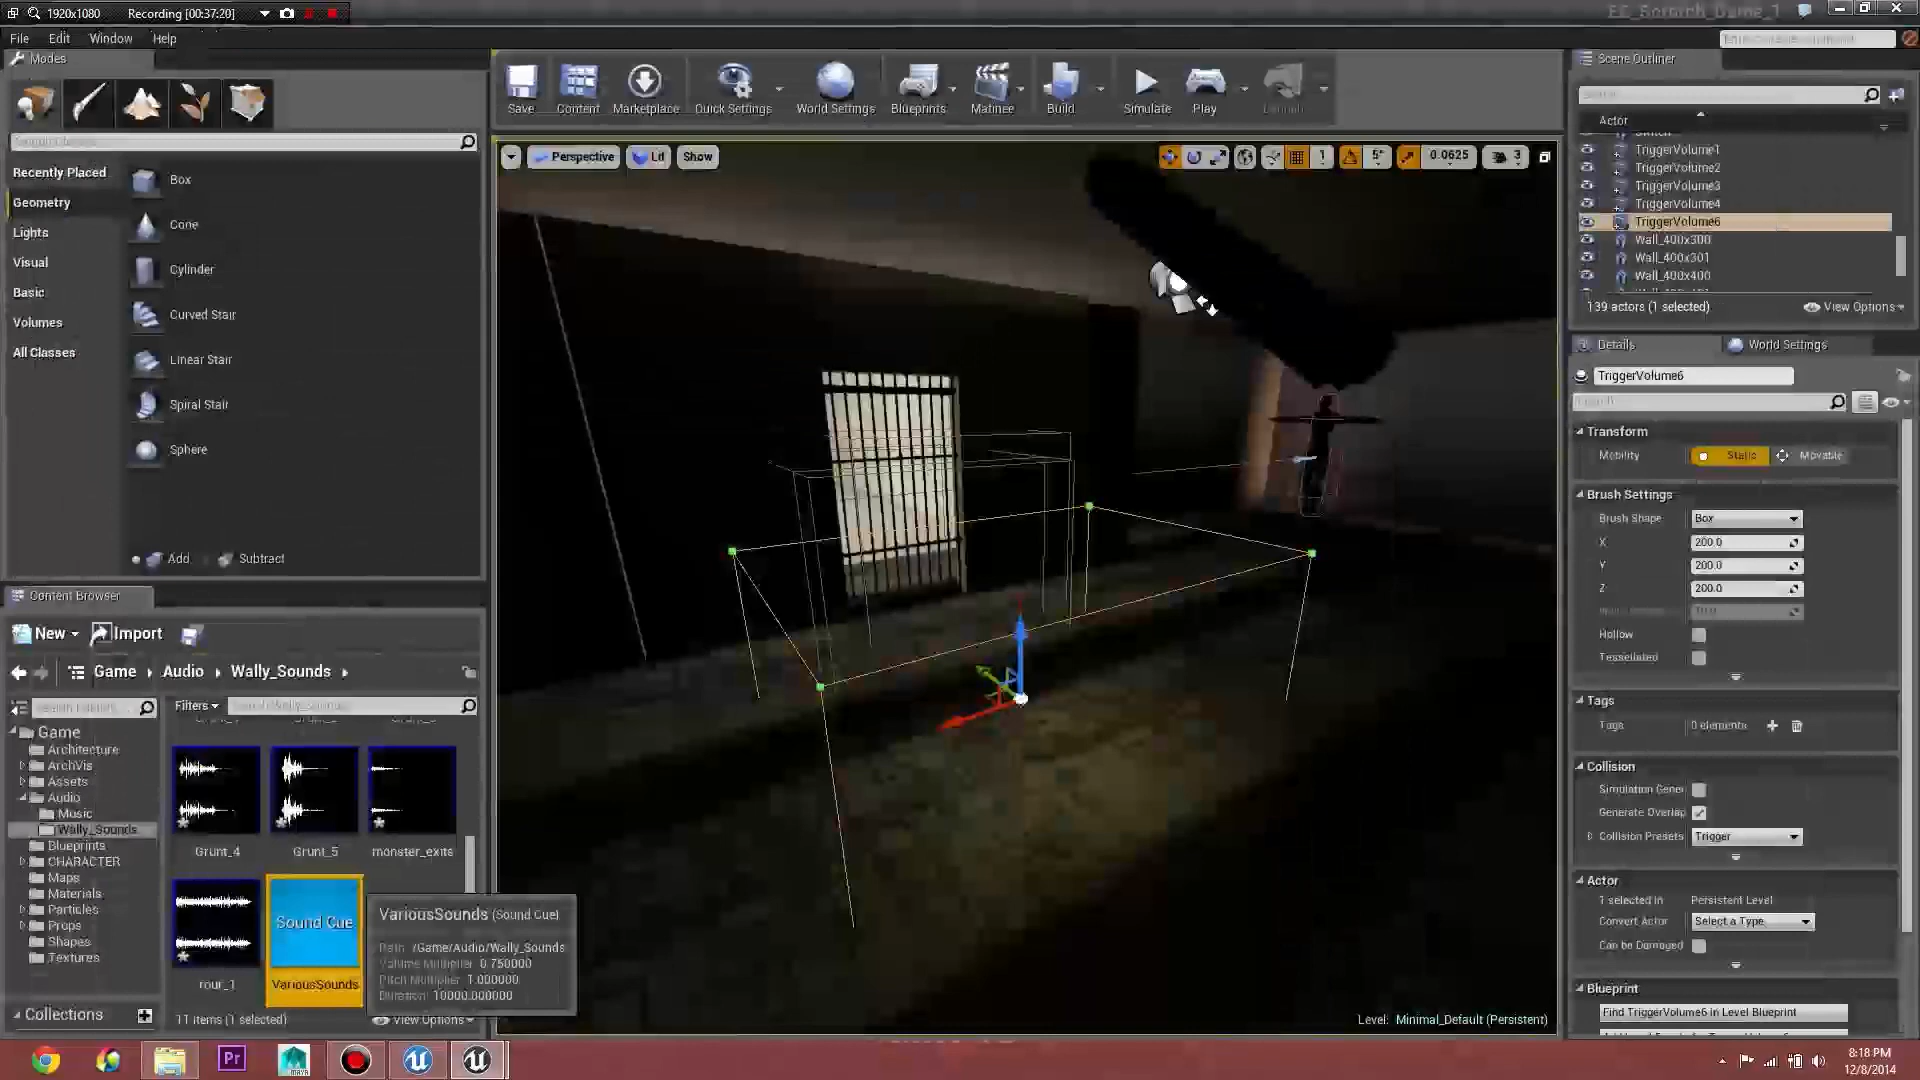 1920x1080
Recording [00:37:20]
File Edit Window Help
Modes
Save
Content
Marketplace
Quick Settings
World Settings
Blueprints
Matinee
Build
Simulate
Play
Recently Placed
Geometry
Lights
Visual
Basic
Volumes
All Classes
Box
Cone
Cylinder
Curved Stair
Linear Stair
Spiral Stair
Sphere
Add
Subtract
Perspective
Lit
Show
1
5°
0.0625
3
Level: Minimal_Default (Persistent)
Scene Outliner
Actor
TriggerVolume1
TriggerVolume2
TriggerVolume3
TriggerVolume4
TriggerVolume6
Wall_400x300
Wall_400x301
Wall_400x400
139 actors (1 selected)
View Options
Details
World Settings
TriggerVolume6
Transform
Mobility
Static
Movable
Brush Settings
Brush Shape Box
X 200.0
Y 200.0
Z 200.0
Hollow
Tessellated
Tags
Tags 0 elements
Collision
Simulation Gener
Generate Overlap
Collision Presets Trigger
Actor
1 selected in Persistent Level
Convert Actor Select a Type
Can be Damaged
Blueprint
Find TriggerVolume6 in Level Blueprint
Content Browser
New
Import
Game Audio Wally_Sounds
Filters
Game
Architecture
ArchVis
Assets
Audio
Music
Wally_Sounds
Blueprints
CHARACTER
Maps
Materials
Particles
Props
Shapes
Textures
Collections
Grunt_4
Grunt_5
monster_exits
rour_1
Sound Cue
VariousSounds
VariousSounds (Sound Cue)
Path /Game/Audio/Wally_Sounds
Volume Multiplier 0.750000
Pitch Multiplier 1.000000
Duration 10000.000000
11 items (1 selected)
View Options
Pr
8:18 PM
12/8/2014